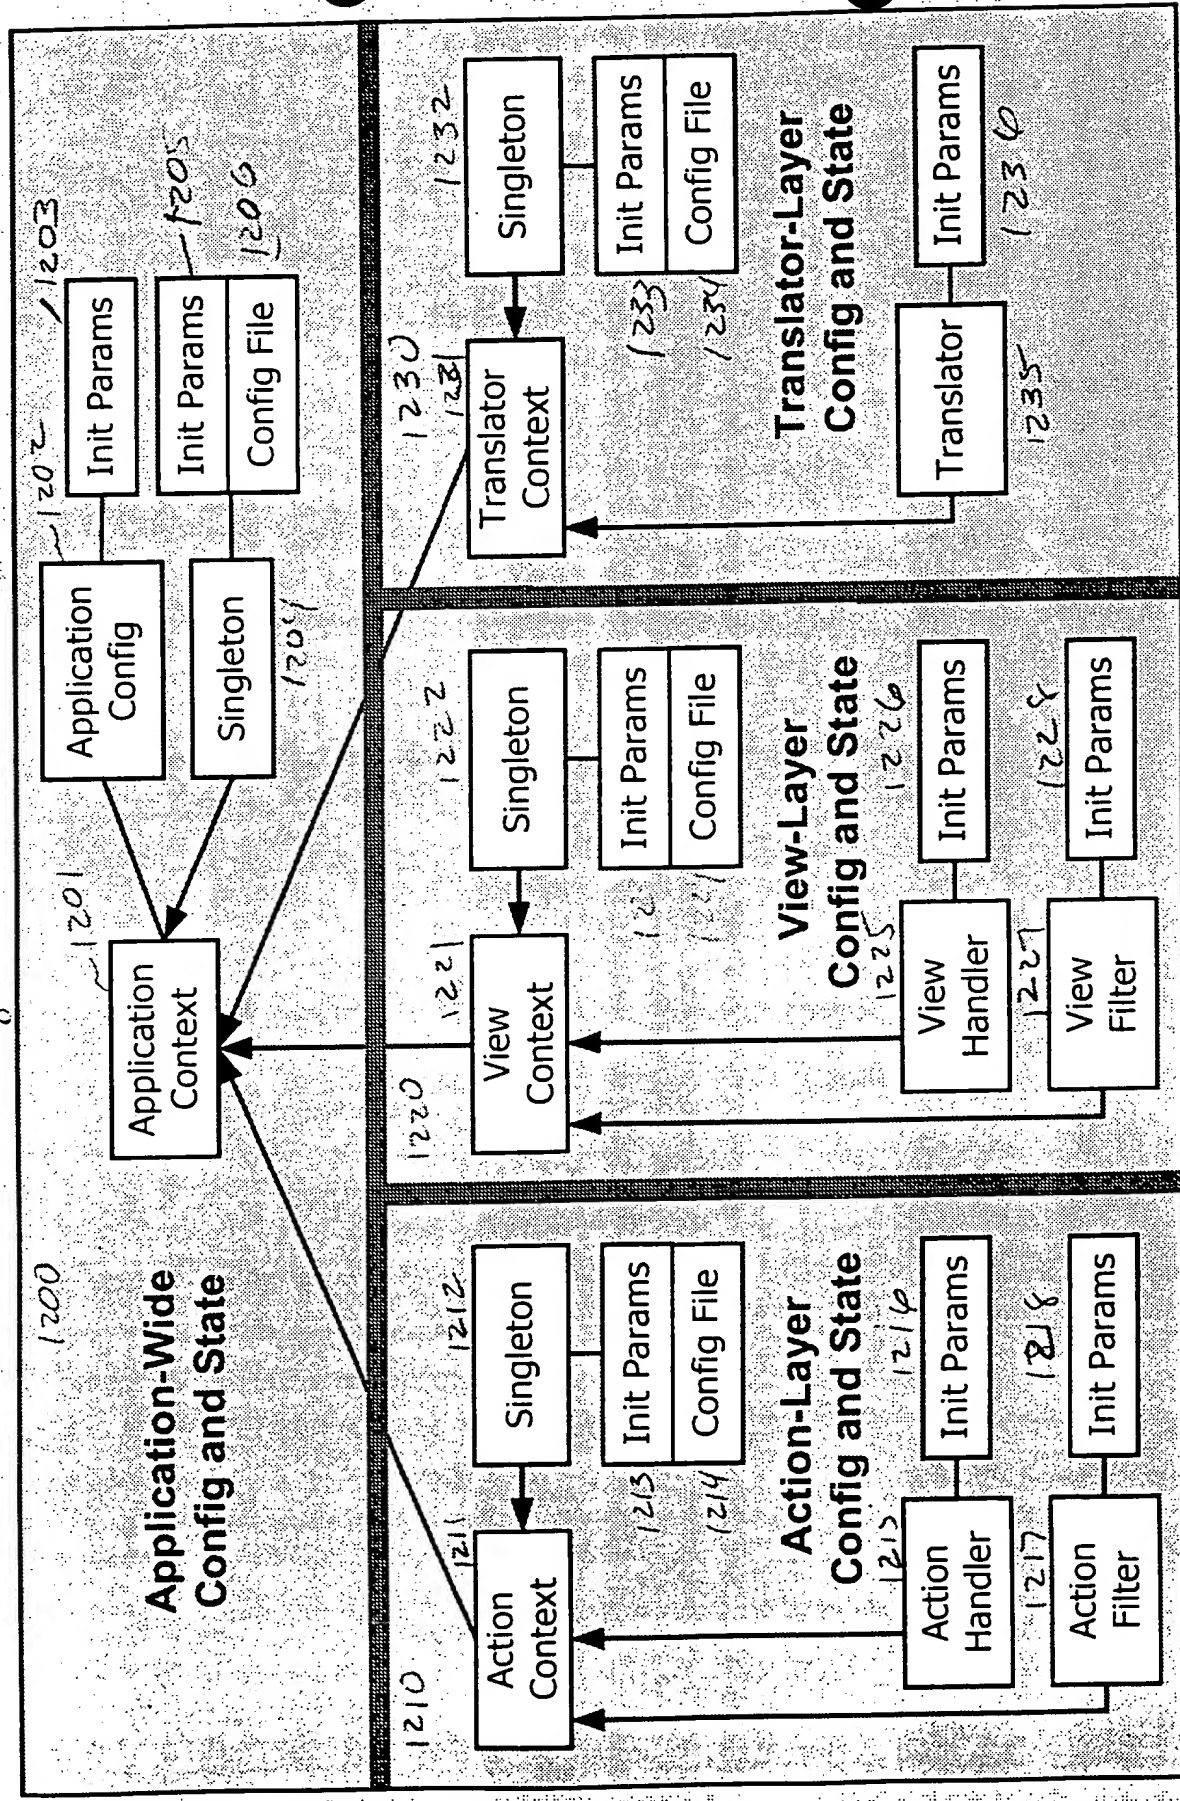 1200
Application-Wide
Config and State
1201
Application
Context
1202
Application
Config
1203
Init Params
Singleton
1204
Init Params
1205
Config File
1206
1210
Action
Context
1211
Singleton
1212
Init Params
1213
Config File
1214
Action-Layer
Config and State
Action
Handler
1215
Init Params
1216
Action
Filter
1217
Init Params
1218
1220
View
Context
1221
Singleton
1222
Init Params
Config File
View-Layer
Config and State
View
Handler
1225
Init Params
1226
View
Filter
1227
Init Params
1228
1230
Translator
Context
1231
Singleton
1232
Init Params
1233
Config File
1234
Translator-Layer
Config and State
Translator
1235
Init Params
1236